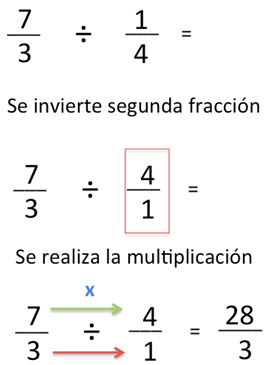 7/3 ÷ 1/4 =
Se invierte segunda fracción
7/3 ÷ 4/1 =
Se realiza la multiplicación
x
7/3 ÷ 4/1 = 28/3